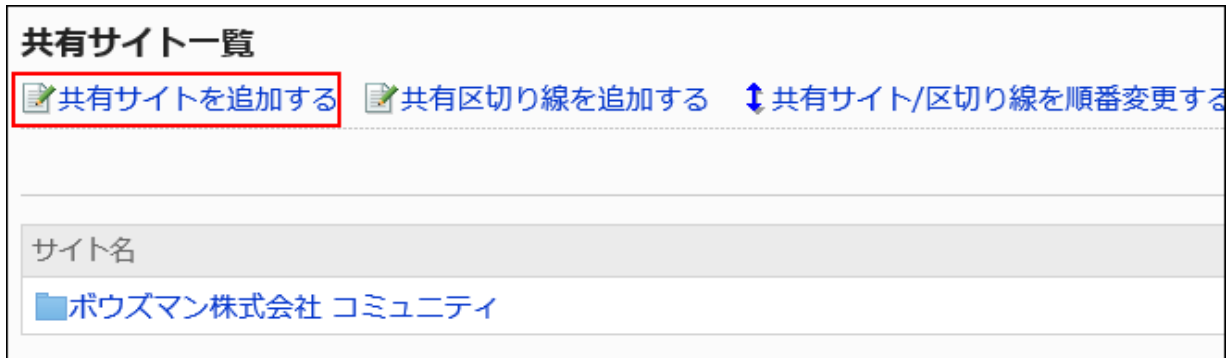 共有サイト一覧
共有サイトを追加する 共有区切り線を追加する 共有サイト/区切り線を順番変更する
サイト名
ボウズマン株式会社 コミュニティ